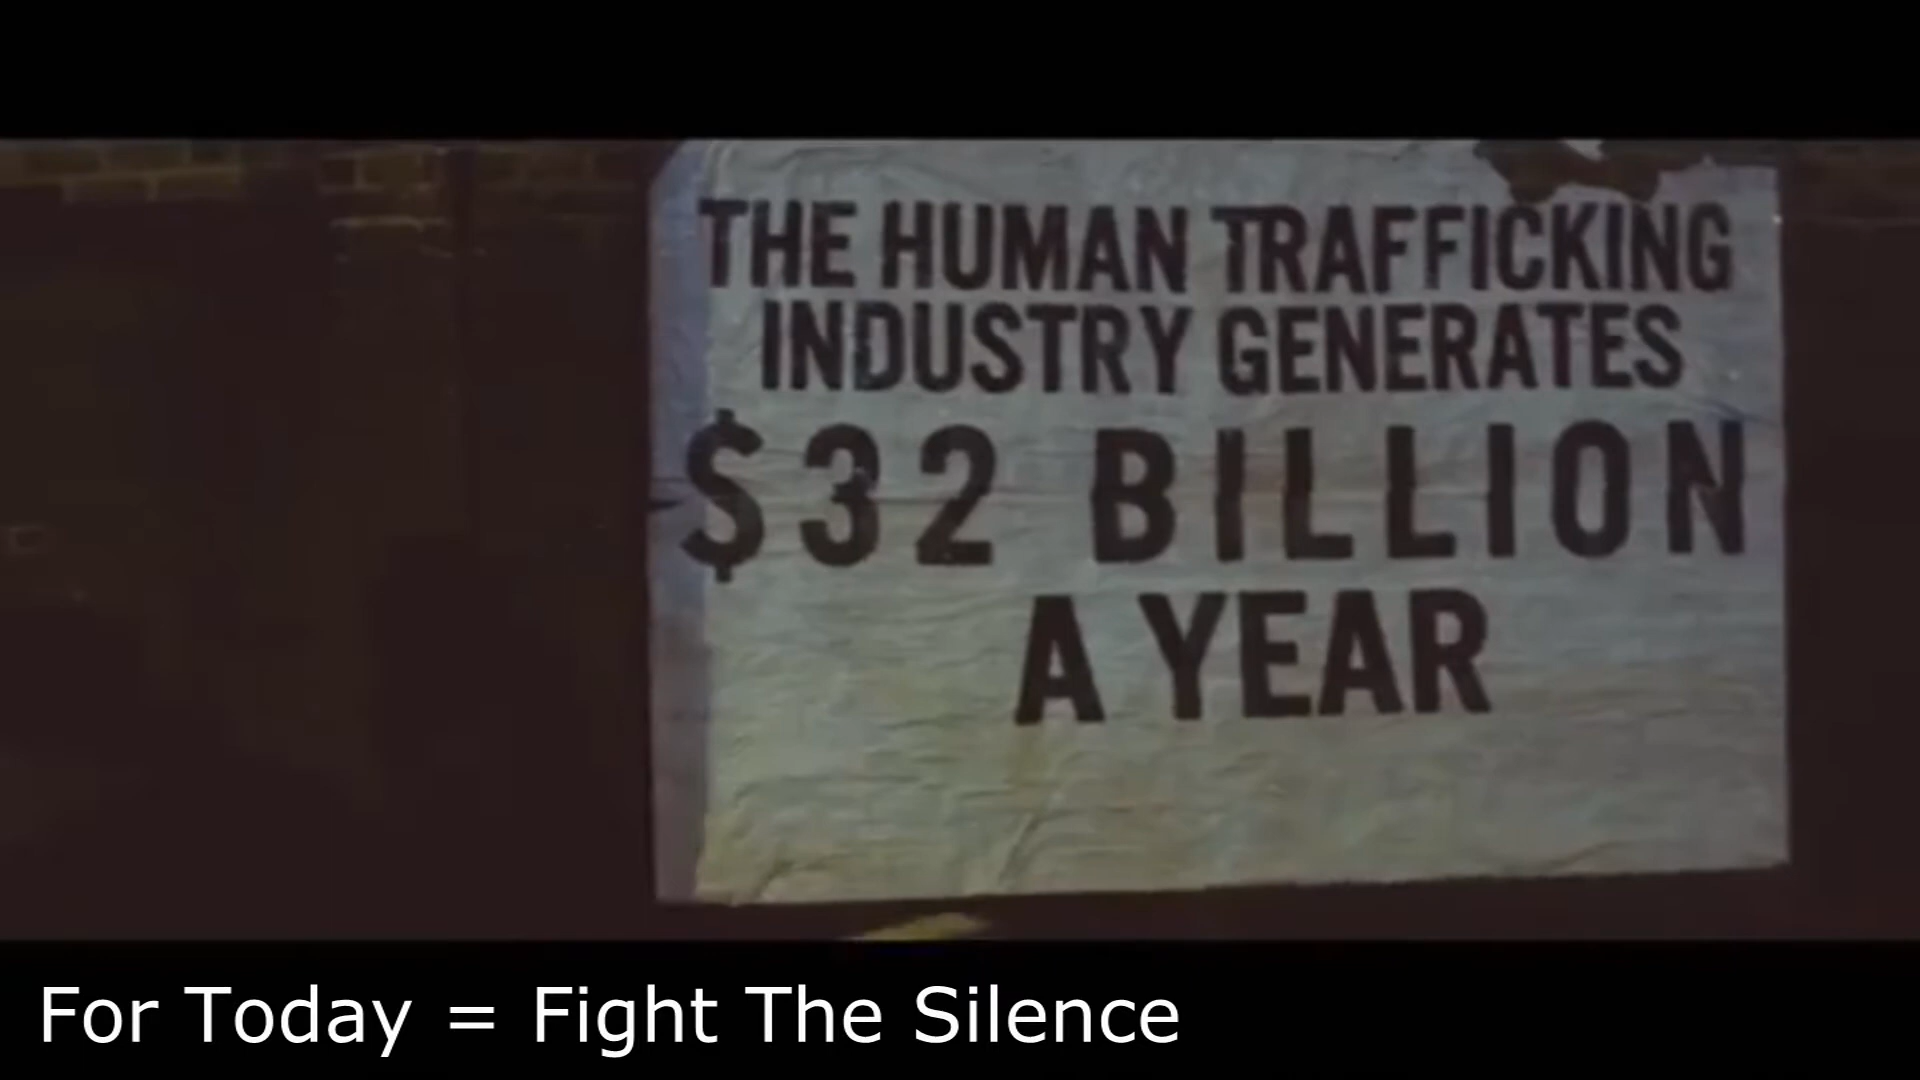 THE HUMAN TRAFFICKING
INDUSTRY GENERATES
$32 BILLION
A YEAR
For Today = Fight The Silence